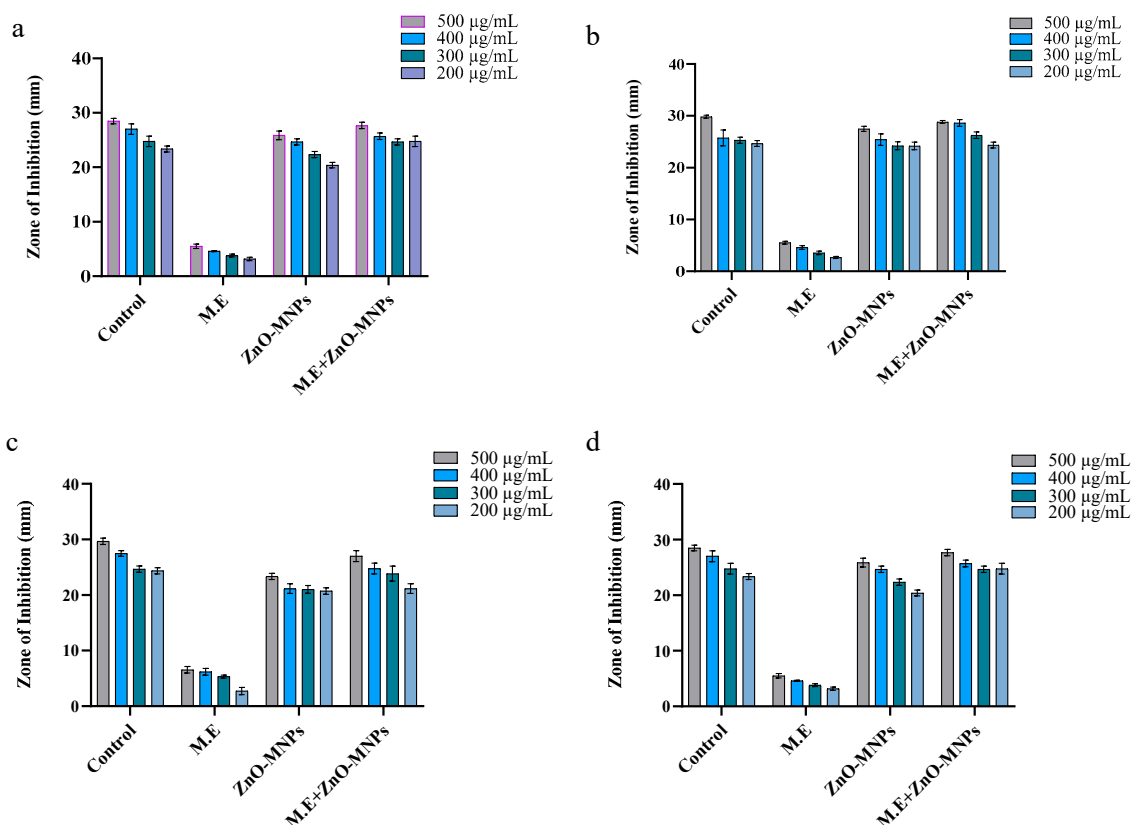 a
500 µg/mL
400 µg/mL
300 µg/mL
200 µg/mL
Zone of Inhibition (mm)
40
30
20
10
0
Control
M.E
ZnO-MNPs
M.E+ZnO-MNPs
b
500 µg/mL
400 µg/mL
300 µg/mL
200 µg/mL
Zone of Inhibition (mm)
40
30
20
10
0
Control
M.E
ZnO-MNPs
M.E+ZnO-MNPs
c
500 µg/mL
400 µg/mL
300 µg/mL
200 µg/mL
Zone of Inhibition (mm)
40
30
20
10
0
Control
M.E
ZnO-MNPs
M.E+ZnO-MNPs
d
500 µg/mL
400 µg/mL
300 µg/mL
200 µg/mL
Zone of Inhibition (mm)
40
30
20
10
0
Control
M.E
ZnO-MNPs
M.E+ZnO-MNPs